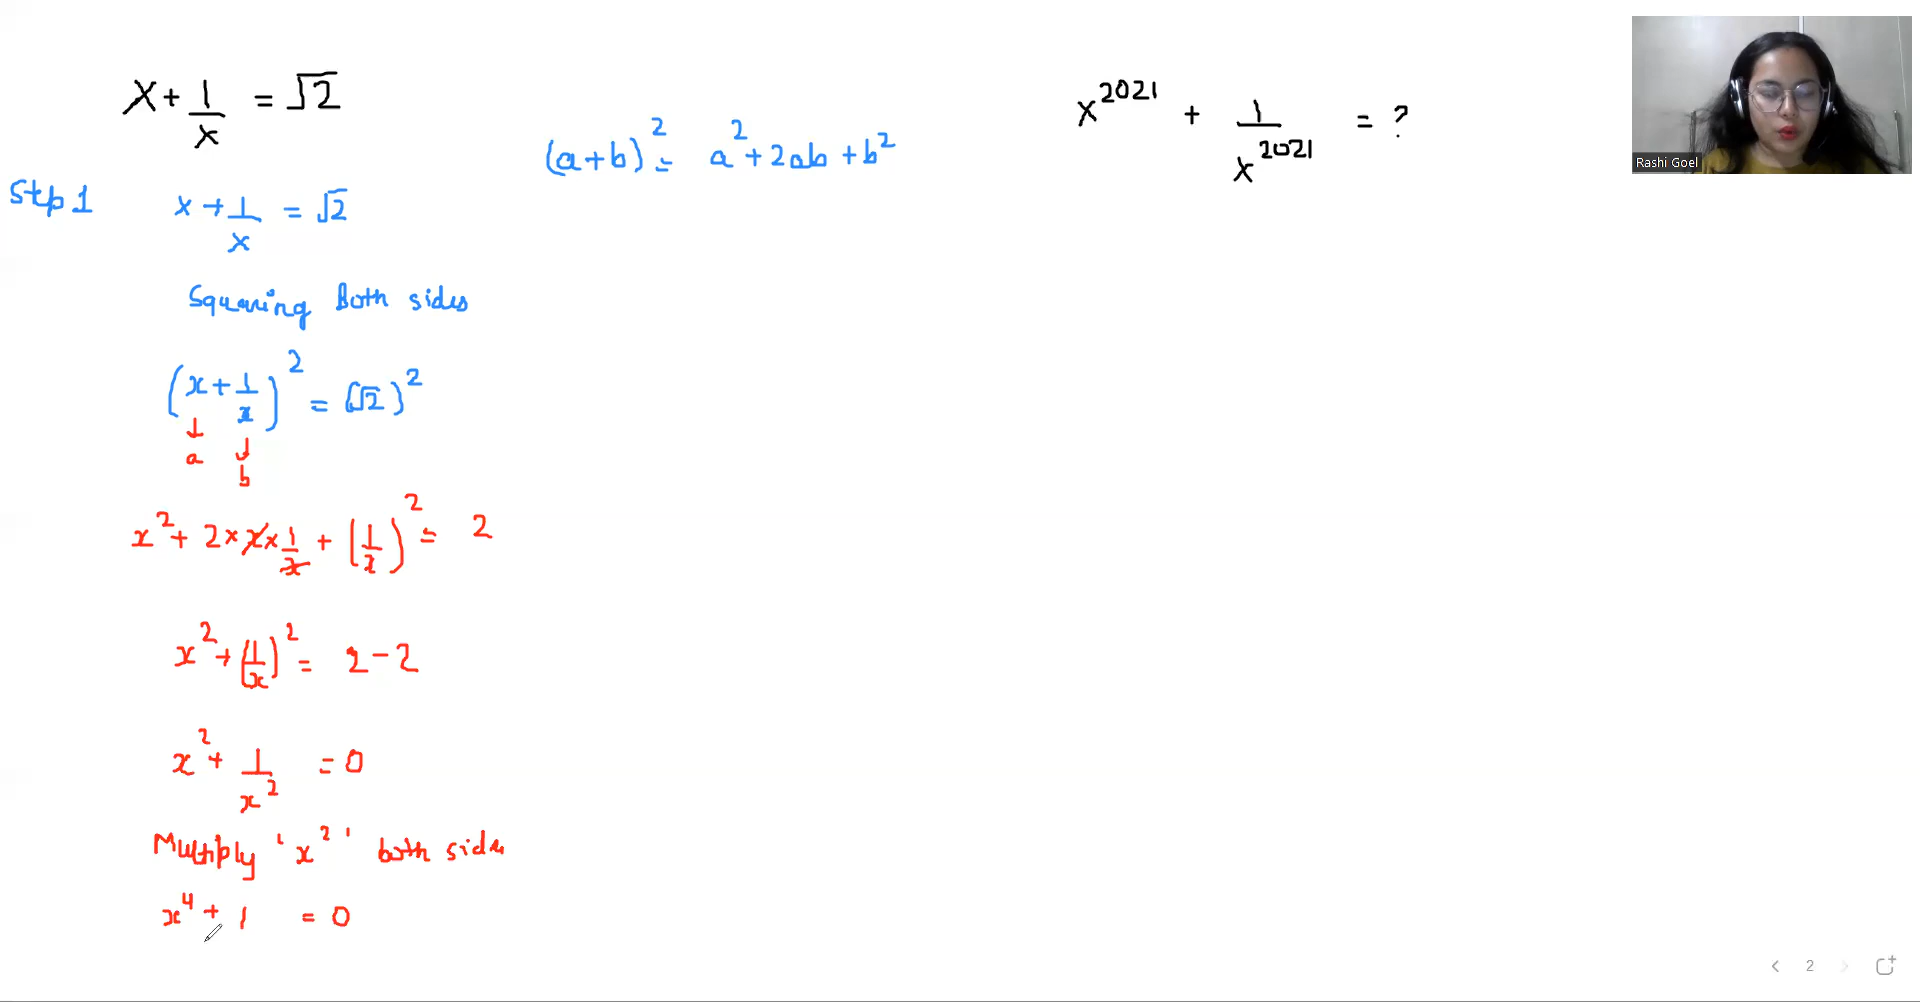 x + 1/x = √2
(a+b)² = a² + 2ab + b²
x²⁰²¹ + 1/x²⁰²¹ = ?
Rashi Goel
Step 1
x + 1/x = √2
Squaring Both sides
(x + 1/x)² = (√2)²
a
b
x² + 2 × x × 1/x + (1/x)² = 2
x² + (1/x)² = 2 - 2
x² + 1/x² = 0
Multiply 'x²' both sides
x⁴ + 1 = 0
2